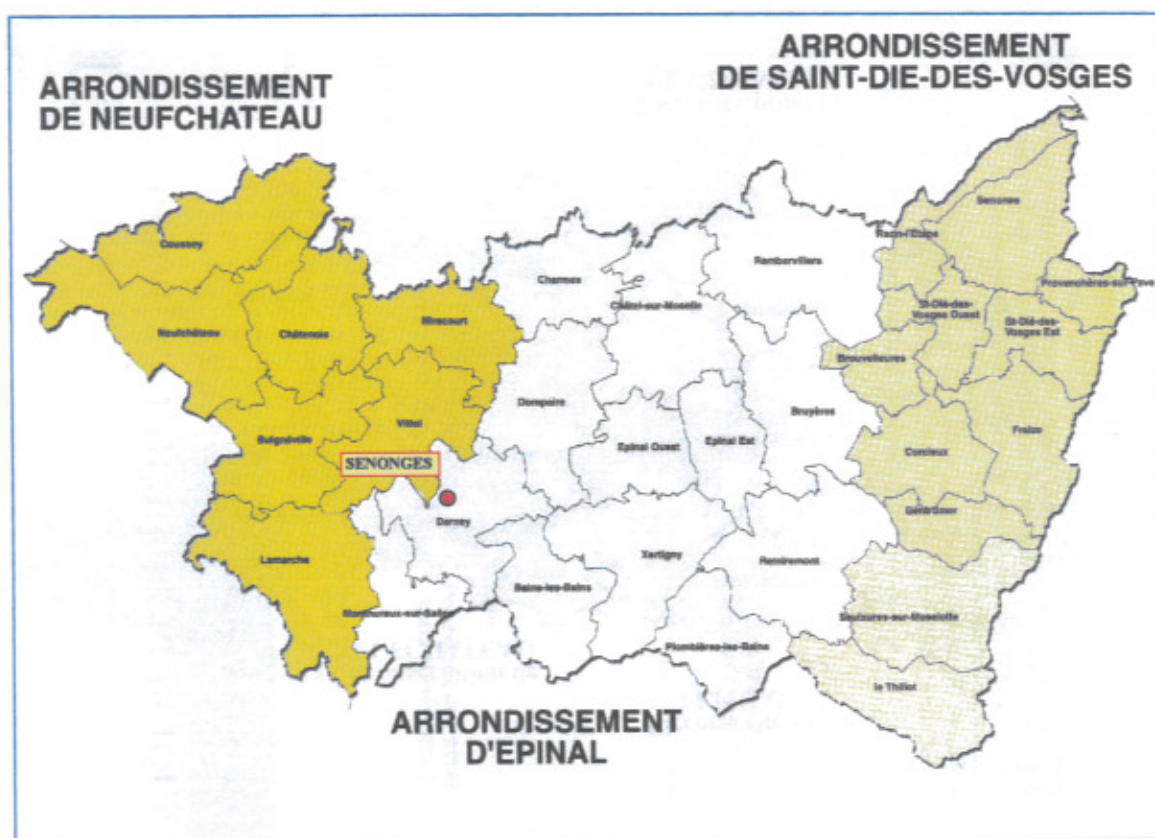 ARRONDISSEMENT
DE NEUFCHATEAU
ARRONDISSEMENT
DE SAINT-DIE-DES-VOSGES
Coussey
Neufchâteau
Châtenois
Mirecourt
Bulgnéville
Vittel
Lamarche
SENONGES
Darney
Charmes
Châtel-sur-Moselle
Rambervillers
Dompaire
Epinal Ouest
Epinal Est
Bruyères
Monthureux-sur-Saône
Bains-les-Bains
Xertigny
Remiremont
Plombières-les-Bains
Senones
Raon-l'Etape
Provenchères-sur-Fave
St-Dié-des-
Vosges Ouest
St-Dié-des-
Vosges Est
Brouvelieures
Corcieux
Fraize
Gérardmer
Saulxures-sur-Moselotte
le Thillot
ARRONDISSEMENT
D'EPINAL